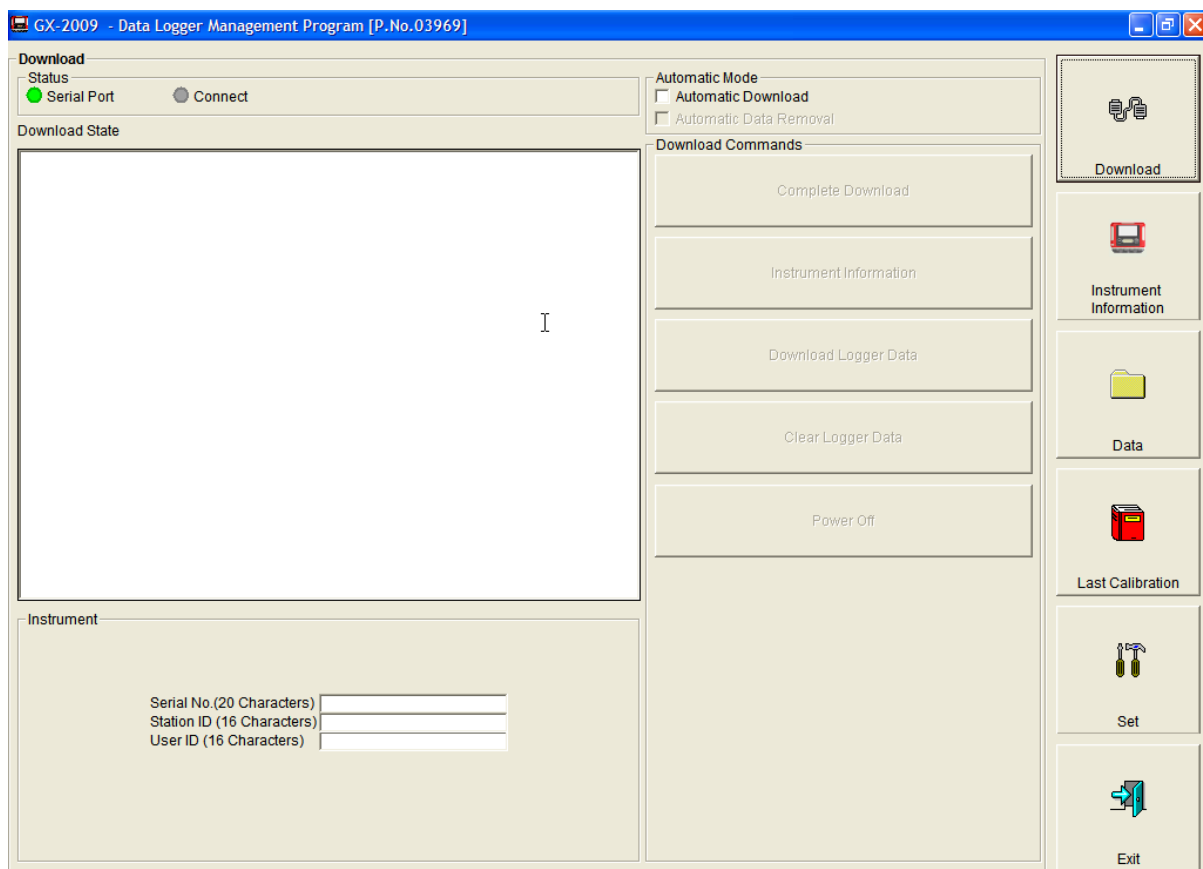 GX-2009 - Data Logger Management Program [P.No.03969]
Download
Status
Serial Port
Connect
Download State
Automatic Mode
Automatic Download
Automatic Data Removal
Download Commands
Complete Download
Instrument Information
Download Logger Data
Clear Logger Data
Power Off
Instrument
Serial No.(20 Characters)
Station ID (16 Characters)
User ID (16 Characters)
Download
Instrument
Information
Data
Last Calibration
Set
Exit